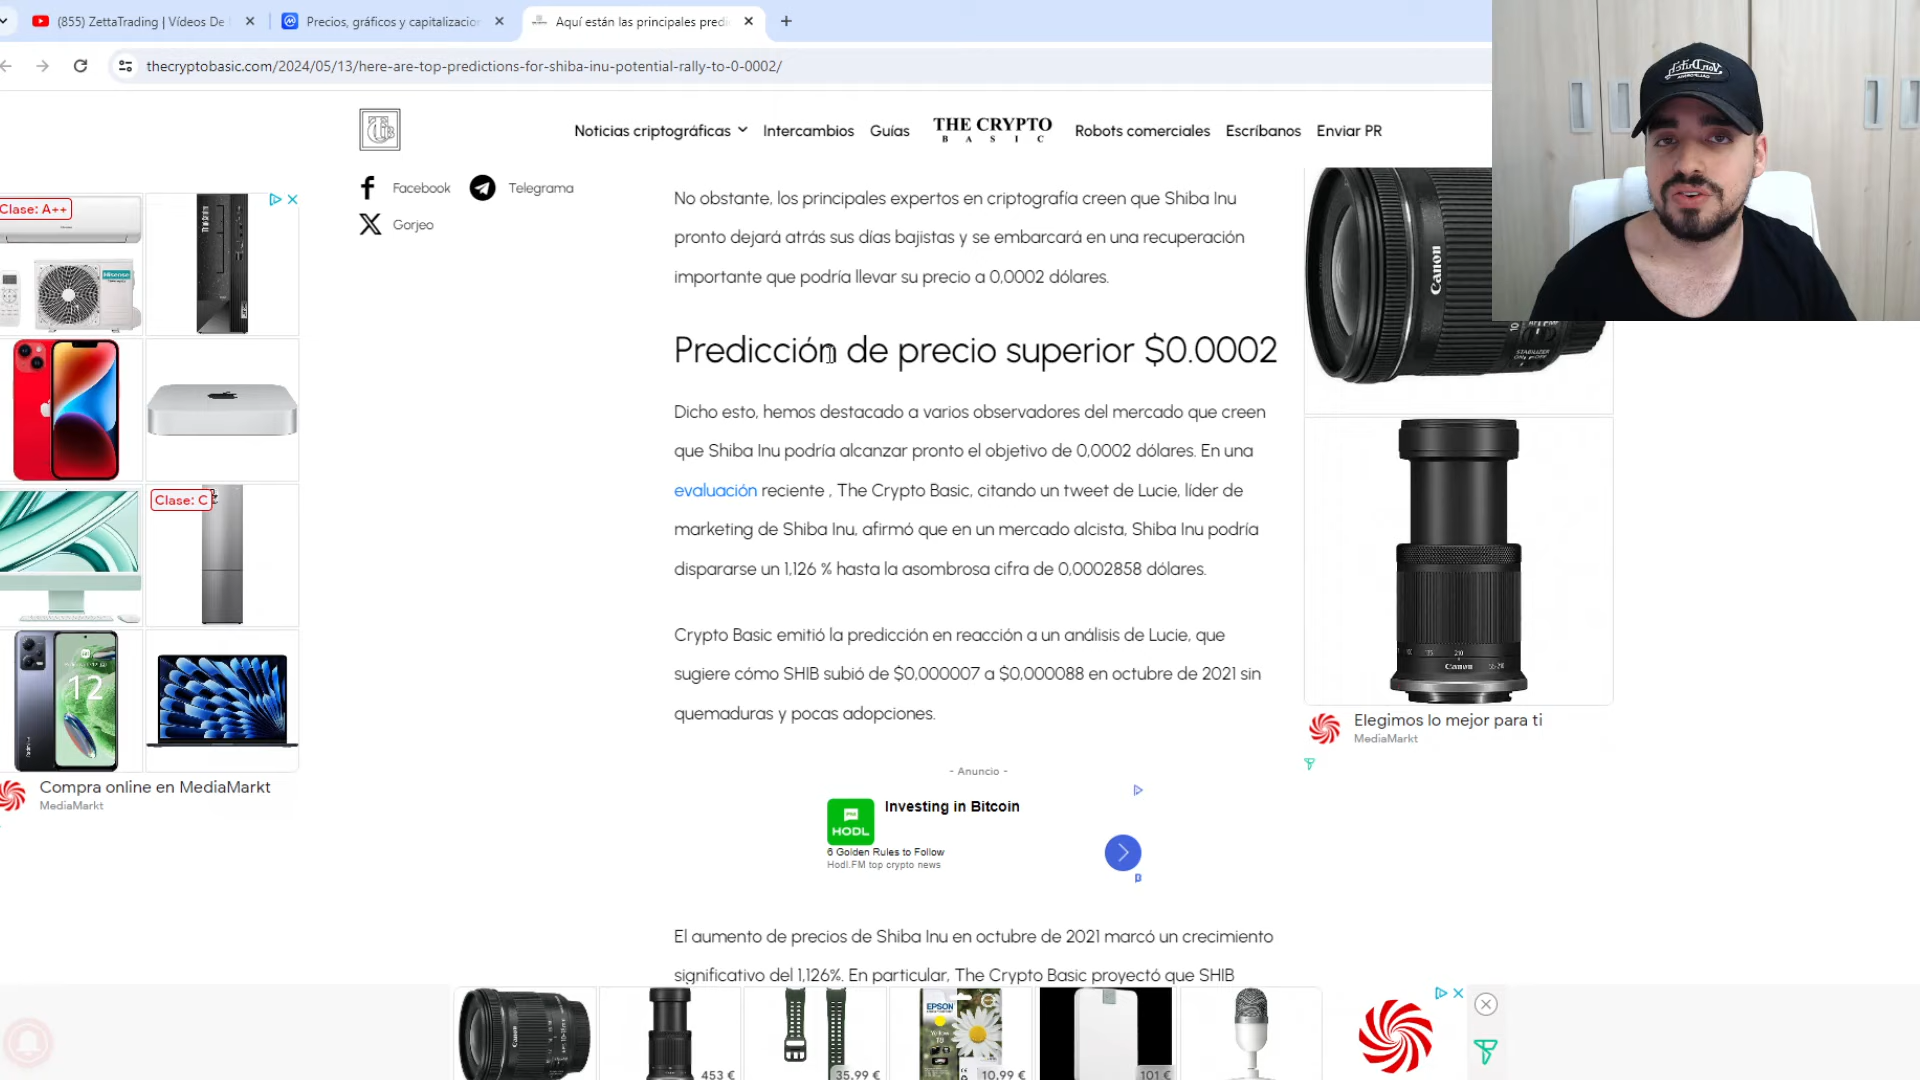 (855) ZettaTrading | Vídeos De
Precios, gráficos y capitalizacion
Aquí están las principales predi
thecryptobasic.com/2024/05/13/here-are-top-predictions-for-shiba-inu-potential-rally-to-0-0002/
Noticias criptográficas
Intercambios
Guías
THE CRYPTO
BASIC
Robots comerciales
Escríbanos
Enviar PR
Facebook
Telegrama
Gorjeo
No obstante, los principales expertos en criptografía creen que Shiba Inu
pronto dejará atrás sus días bajistas y se embarcará en una recuperación
importante que podría llevar su precio a 0,0002 dólares.
Predicción de precio superior $0.0002
Dicho esto, hemos destacado a varios observadores del mercado que creen
que Shiba Inu podría alcanzar pronto el objetivo de 0,0002 dólares. En una
evaluación reciente , The Crypto Basic, citando un tweet de Lucie, líder de
marketing de Shiba Inu, afirmó que en un mercado alcista, Shiba Inu podría
dispararse un 1,126 % hasta la asombrosa cifra de 0,0002858 dólares.
Crypto Basic emitió la predicción en reacción a un análisis de Lucie, que
sugiere cómo SHIB subió de $0,000007 a $0,000088 en octubre de 2021 sin
quemaduras y pocas adopciones.
- Anuncio -
HODL
Investing in Bitcoin
6 Golden Rules to Follow
Hodl.FM top crypto news
El aumento de precios de Shiba Inu en octubre de 2021 marcó un crecimiento
significativo del 1,126%. En particular, The Crypto Basic proyectó que SHIB
Clase: A++
Hisense
Clase: C
12
Compra online en MediaMarkt
MediaMarkt
Canon
STABILIZER
Canon
Elegimos lo mejor para ti
MediaMarkt
Canon
453 €
35,99 €
EPSON
10,99 €
101 €